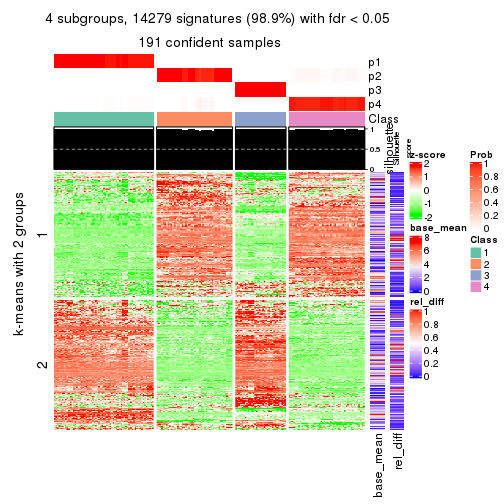 4 subgroups, 14279 signatures (98.9%) with fdr < 0.05
191 confident samples
p1
p2
p3
p4
Class
silhouette
1
0.5
0
Silhouette
score
k-means with 2 groups
1
2
base_mean
rel_diff
z-score
2
1
0
-1
-2
base_mean
8
6
4
2
0
rel_diff
1
0.8
0.6
0.4
0.2
0
Prob
1
0.8
0.6
0.4
0.2
0
Class
1
2
3
4